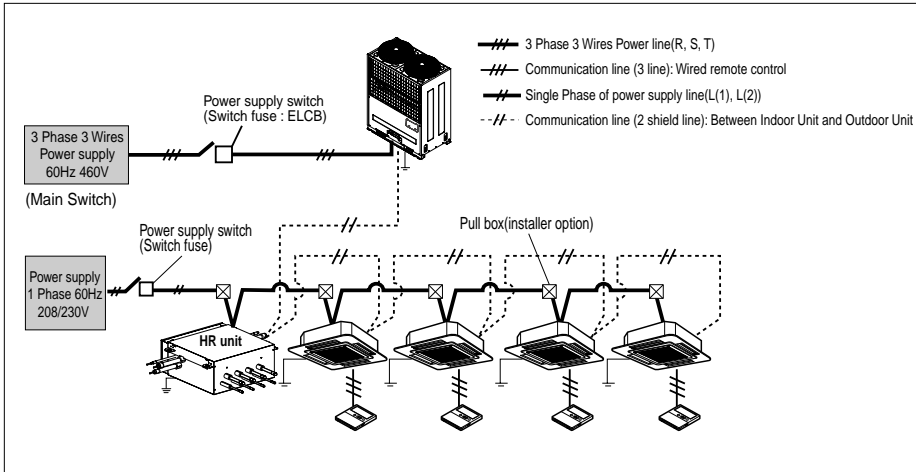 3 Phase 3 Wires Power line(R, S, T)
Communication line (3 line): Wired remote control
Single Phase of power supply line(L(1), L(2))
Communication line (2 shield line): Between Indoor Unit and Outdoor Unit
Power supply switch
(Switch fuse : ELCB)
3 Phase 3 Wires
Power supply
60Hz 460V
(Main Switch)
Power supply switch
(Switch fuse)
Pull box(installer option)
Power supply
1 Phase 60Hz
208/230V
HR unit